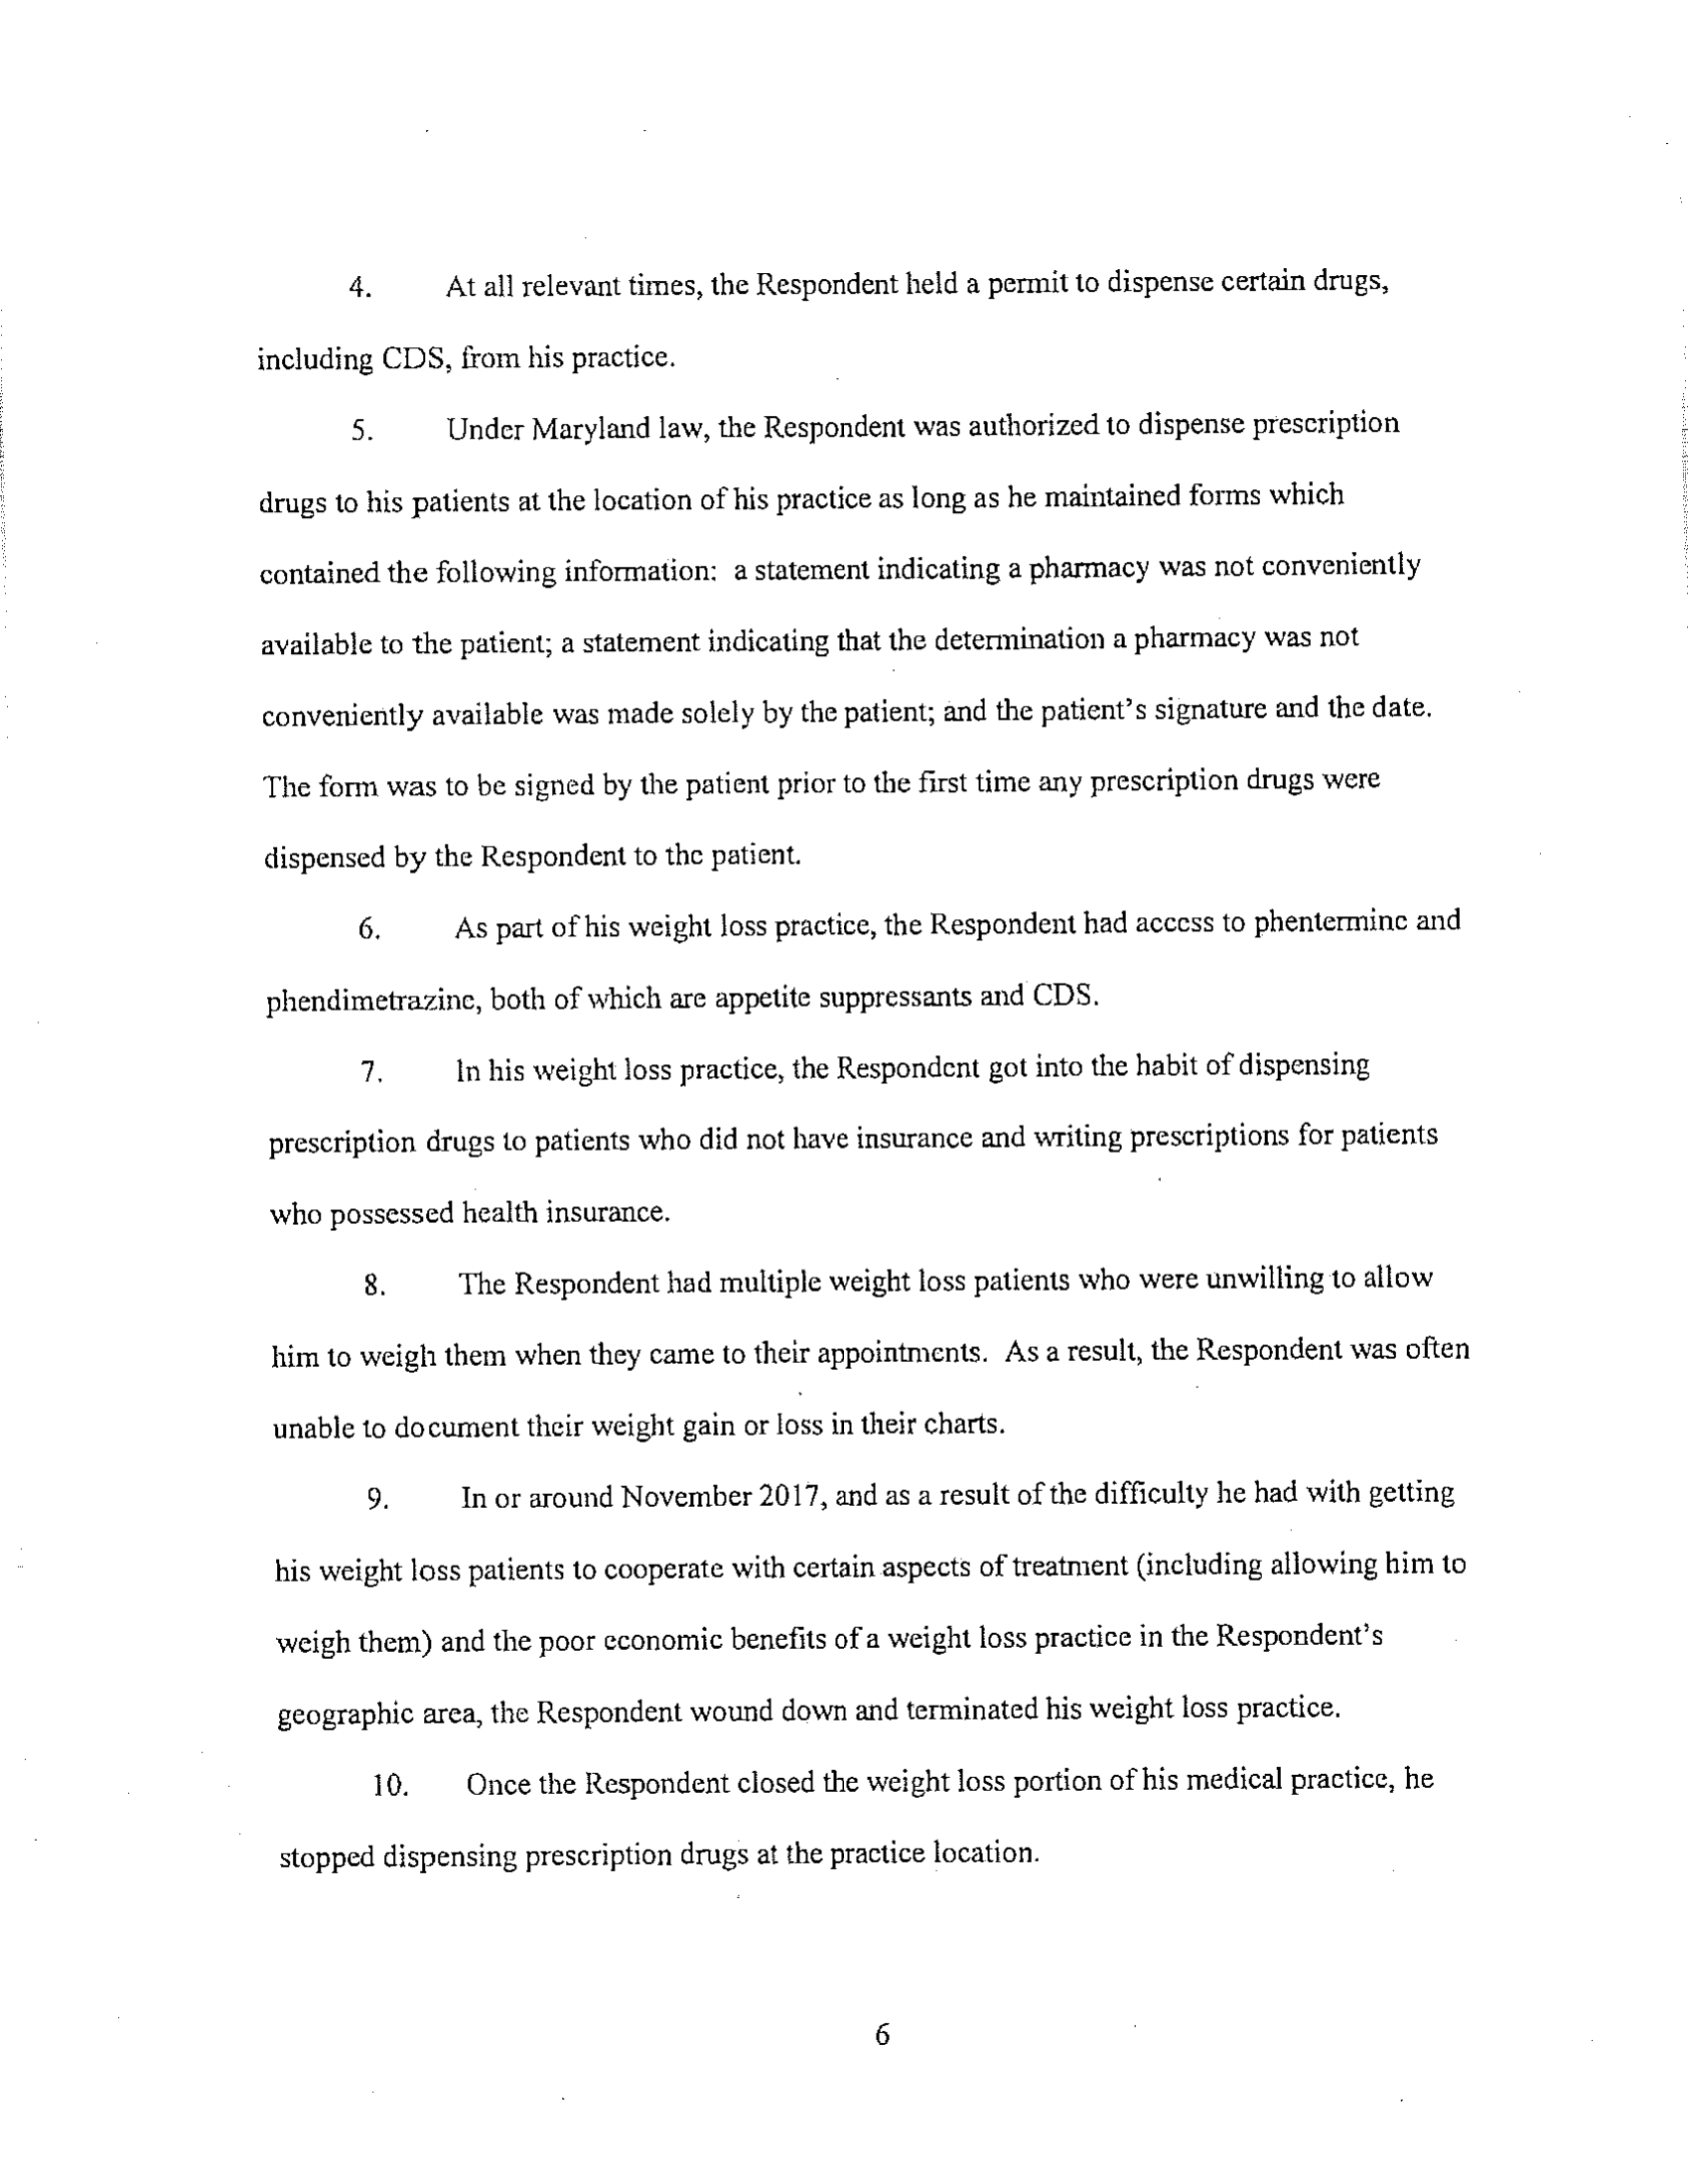 4. At all relevant times, the Respondent held a permit to dispense certain drugs,
including CDS, from his practice.
5. Under Maryland law, the Respondent was authorized to dispense prescription
drugs to his patients at the location of his practice as long as he maintained forms which
contained the following information: a statement indicating a pharmacy was not conveniently
available to the patient; a statement indicating that the determination a pharmacy was not
conveniently available was made solely by the patient; and the patient's signature and the date.
The form was to be signed by the patient prior to the first time any prescription drugs were
dispensed by the Respondent to the patient.
6. As part of his weight loss practice, the Respondent had access to phentermine and
phendimetrazine, both of which are appetite suppressants and CDS.
7. In his weight loss practice, the Respondent got into the habit of dispensing
prescription drugs to patients who did not have insurance and writing prescriptions for patients
who possessed health insurance.
8. The Respondent had multiple weight loss patients who were unwilling to allow
him to weigh them when they came to their appointments. As a result, the Respondent was often
unable to document their weight gain or loss in their charts.
9. In or around November 2017, and as a result of the difficulty he had with getting
his weight loss patients to cooperate with certain aspects of treatment (including allowing him to
weigh them) and the poor economic benefits of a weight loss practice in the Respondent's
geographic area, the Respondent wound down and terminated his weight loss practice.
10. Once the Respondent closed the weight loss portion of his medical practice, he
stopped dispensing prescription drugs at the practice location.
6